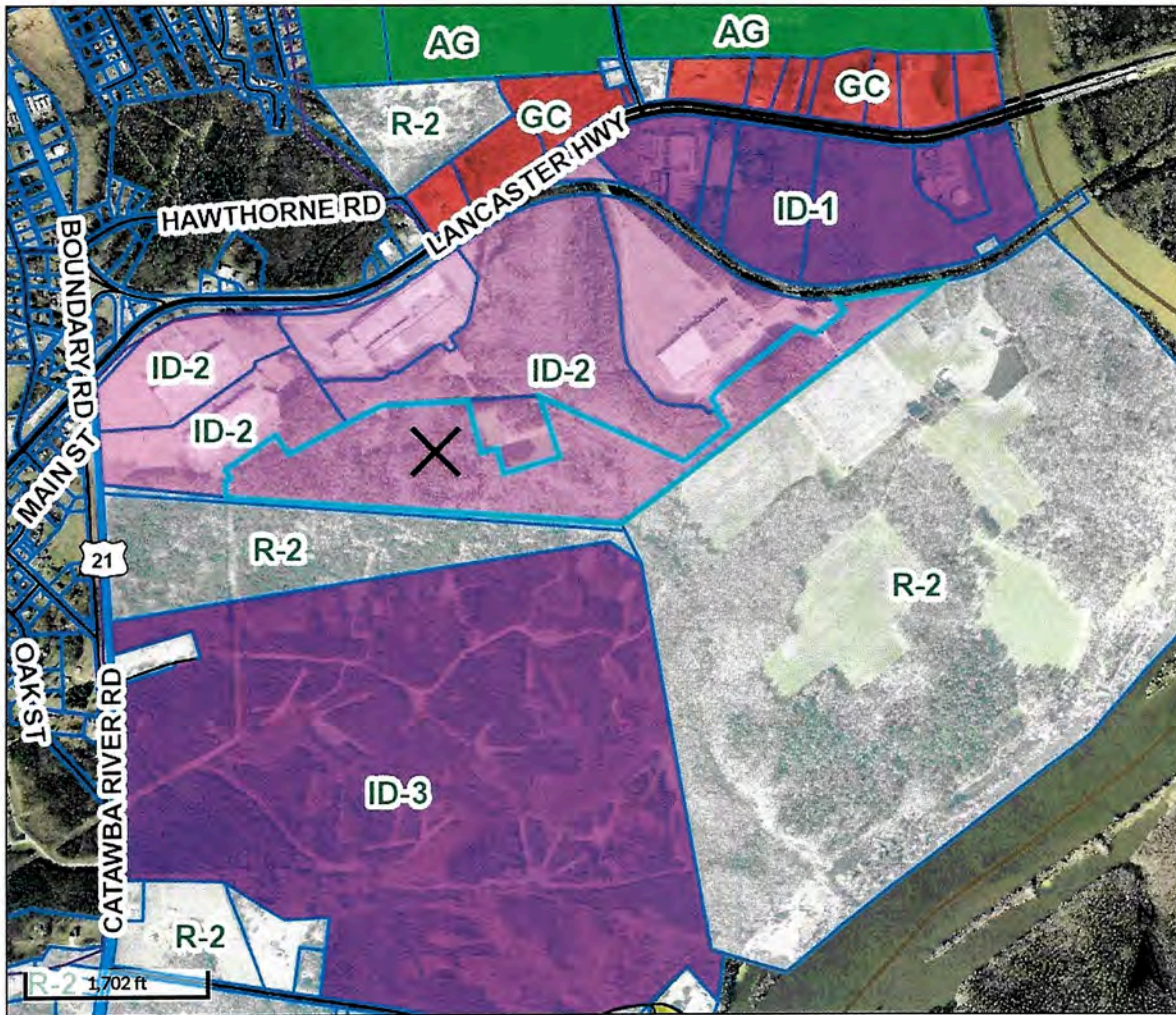 AG
AG
GC
GC
R-2
LANCASTER HWY
HAWTHORNE RD
ID-1
BOUNDARY RD
ID-2
ID-2
ID-2
MAIN ST
21
R-2
R-2
OAK ST
CATAWBA RIVER RD
ID-3
R-2
R-2
1,702 ft